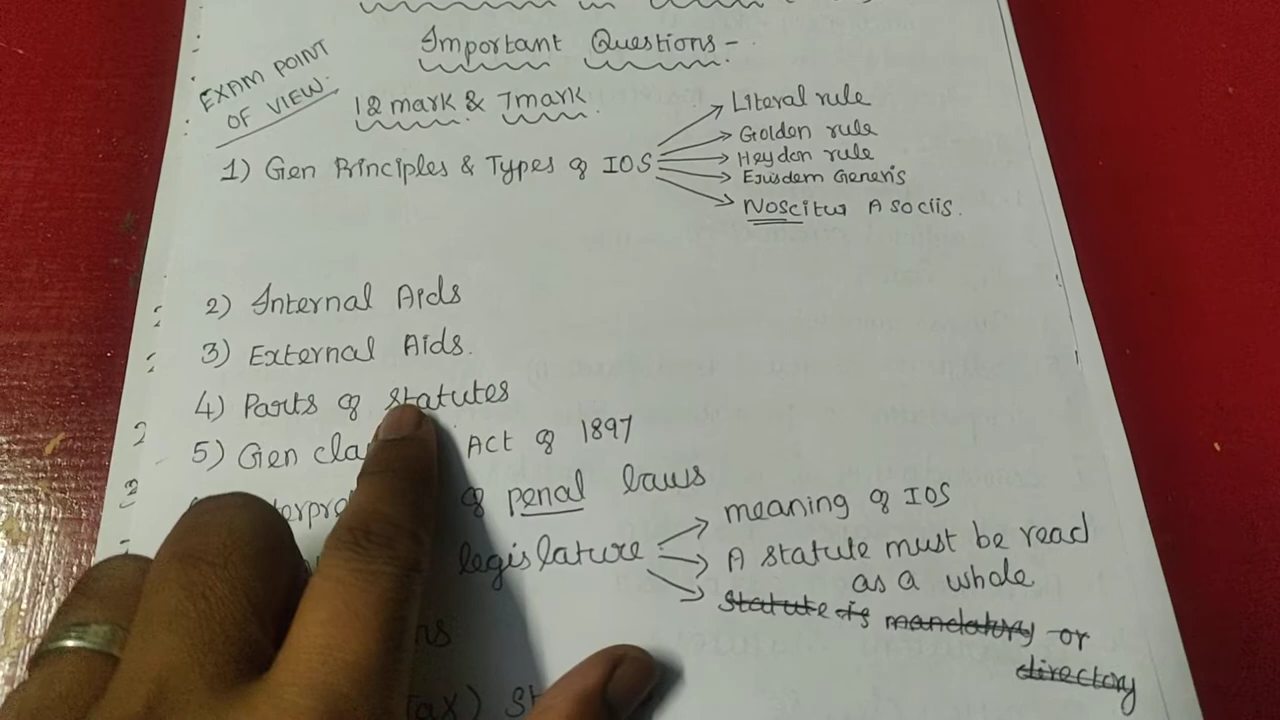 Important Questions -
EXAM POINT
OF VIEW.
12 mark & 7mark
1) Gen Principles & Types of IOS
Literal rule
Golden rule
Heydon rule
Ejusdem Generis
Noscitur Asociis.
2) Internal Aids
3) External Aids.
4) Parts of statutes
5) Gen cla Act of 1897
of penal laws
legislature
meaning of IOS
A statute must be read
as a whole
statute is mandatory or
directory